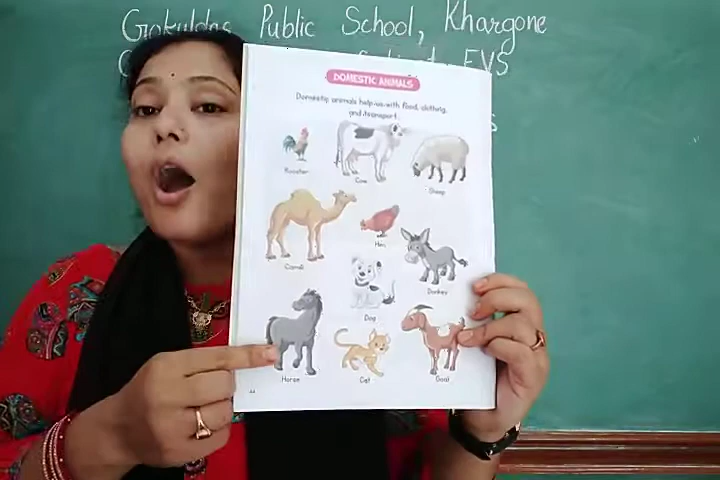 Gokuldas Public School, Khargone
EVS
DOMESTIC ANIMALS
Domestic animals help us with food, clothing,
and transport.
Rooster
Cow
Sheep
Camel
Hen
Donkey
Dog
Horse
Cat
Goat